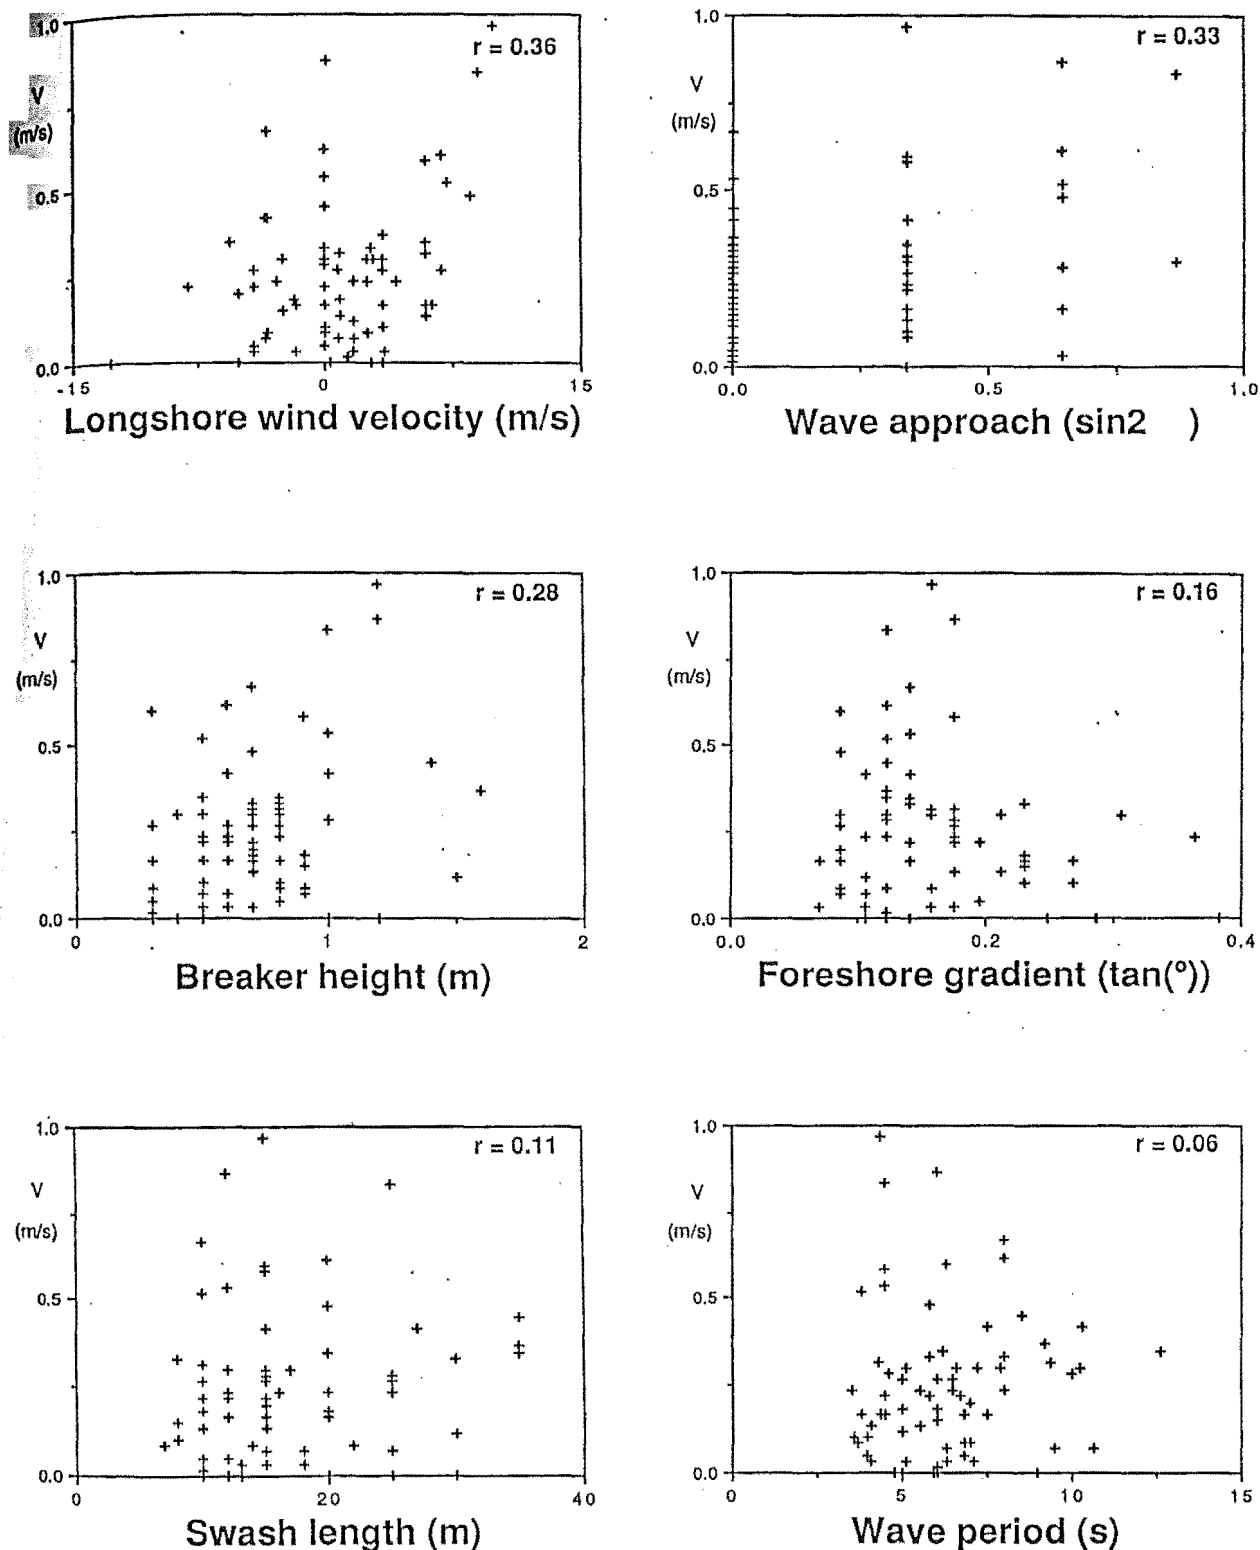 1.0
r = 0.36
V
(m/s)
0.5
0.0
-15 0 15
Longshore wind velocity (m/s)
1.0
r = 0.33
V
(m/s)
0.5
0.0
0.0 0.5 1.0
Wave approach (sin2 )
1.0
r = 0.28
V
(m/s)
0.5
0.0
0 1 2
Breaker height (m)
1.0
r = 0.16
V
(m/s)
0.5
0.0
0.0 0.2 0.4
Foreshore gradient (tan(º))
1.0
r = 0.11
V
(m/s)
0.5
0.0
0 20 40
Swash length (m)
1.0
r = 0.06
V
(m/s)
0.5
0.0
0 5 10 15
Wave period (s)